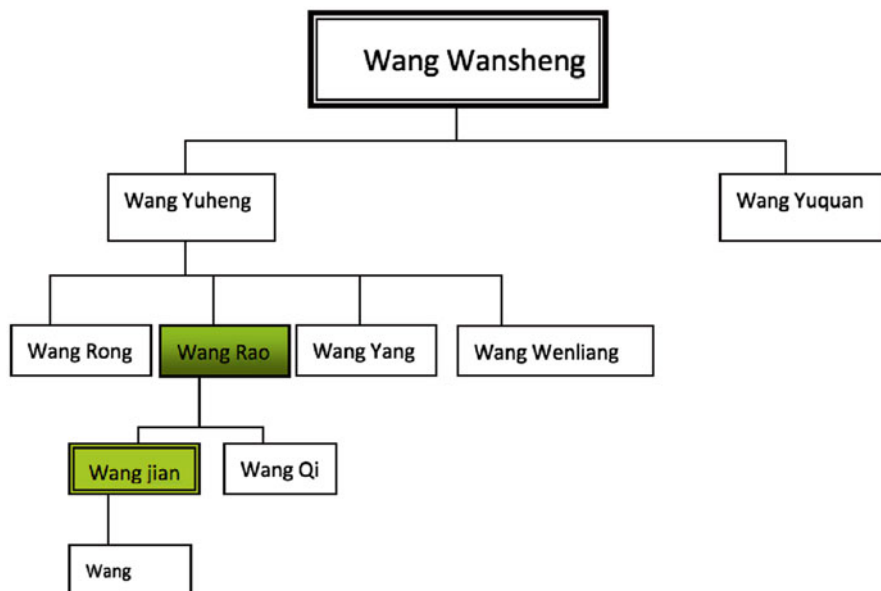 Wang Wansheng
Wang Yuheng
Wang Yuquan
Wang Rong
Wang Rao
Wang Yang
Wang Wenliang
Wang jian
Wang Qi
Wang